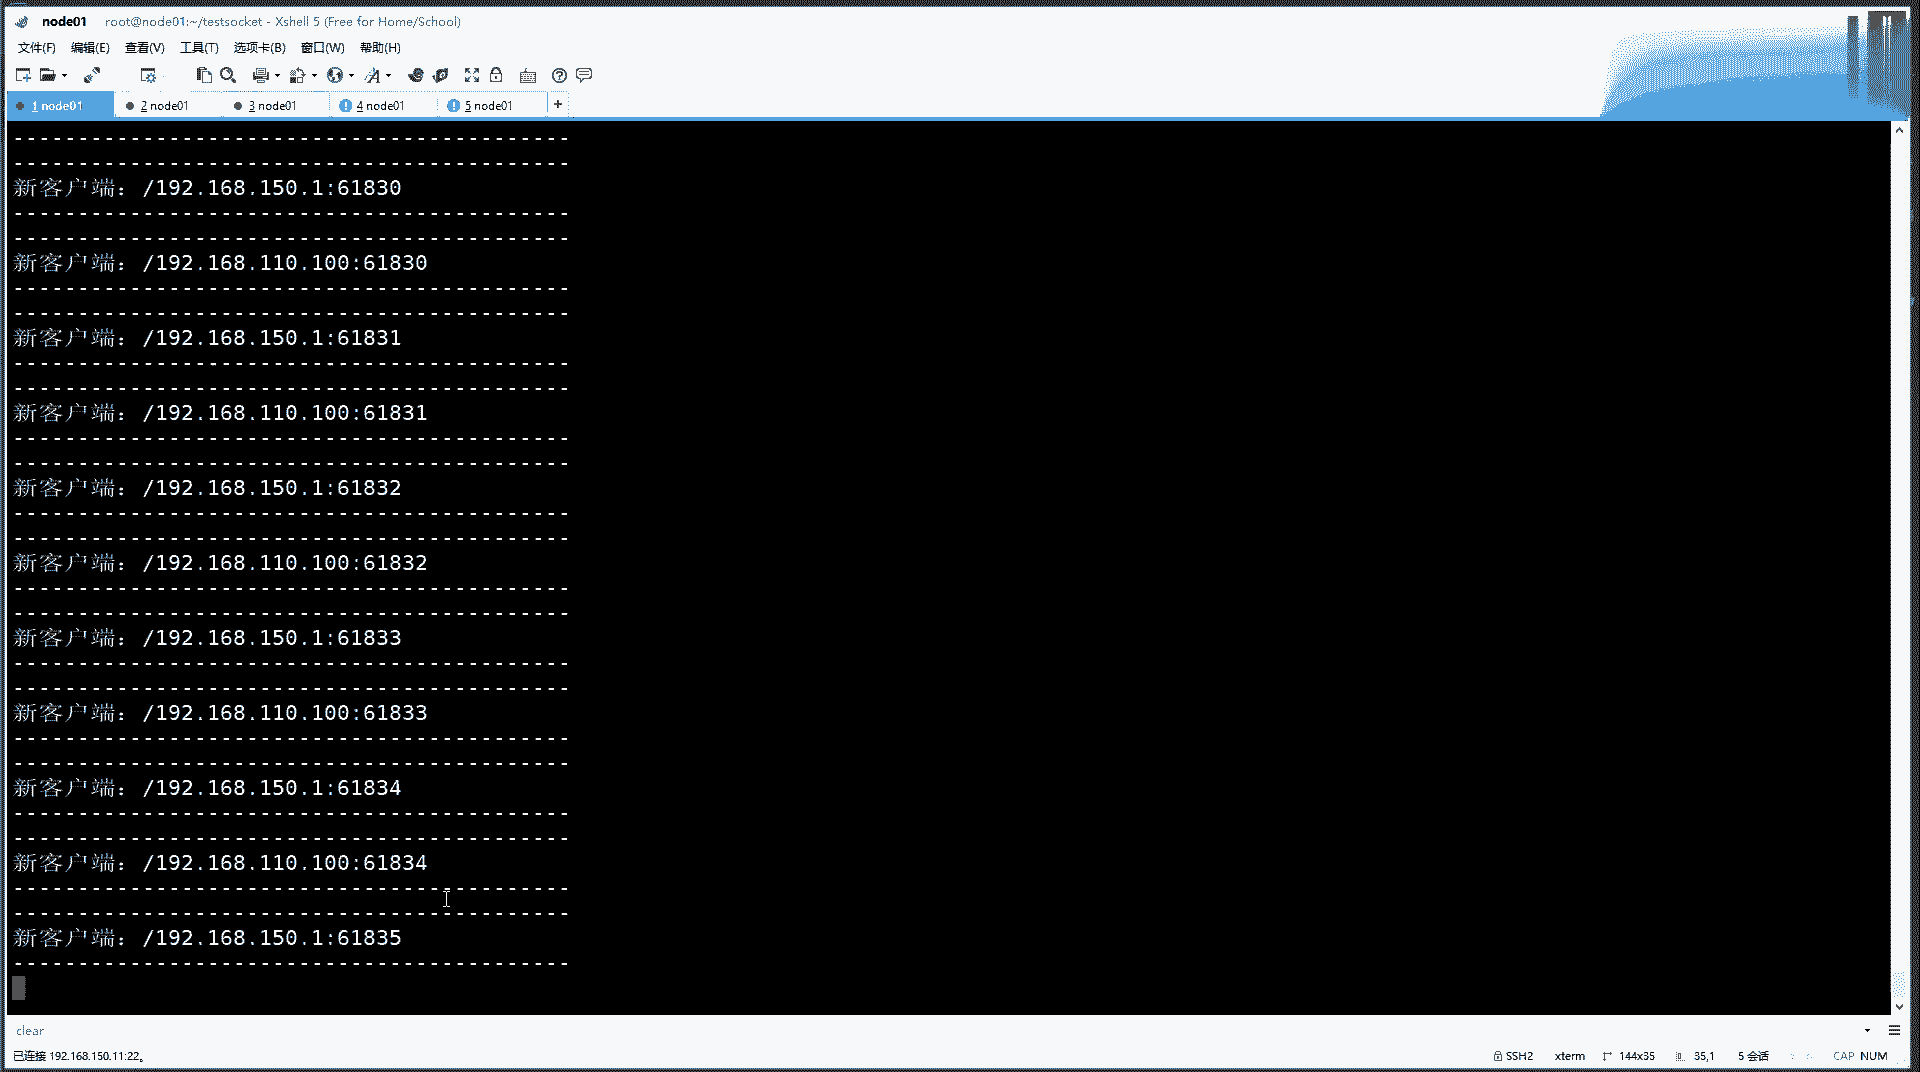 node01 root@node01:~/testsocket - Xshell 5 (Free for Home/School)
文件(F) 编辑(E) 查看(V) 工具(T) 选项卡(B) 窗口(W) 帮助(H)
1 node01 2 node01 3 node01 4 node01 5 node01 +
-------------------------------------------
-------------------------------------------
新客户端: /192.168.150.1:61830
-------------------------------------------
-------------------------------------------
新客户端: /192.168.110.100:61830
-------------------------------------------
-------------------------------------------
新客户端: /192.168.150.1:61831
-------------------------------------------
-------------------------------------------
新客户端: /192.168.110.100:61831
-------------------------------------------
-------------------------------------------
新客户端: /192.168.150.1:61832
-------------------------------------------
-------------------------------------------
新客户端: /192.168.110.100:61832
-------------------------------------------
-------------------------------------------
新客户端: /192.168.150.1:61833
-------------------------------------------
-------------------------------------------
新客户端: /192.168.110.100:61833
-------------------------------------------
-------------------------------------------
新客户端: /192.168.150.1:61834
-------------------------------------------
-------------------------------------------
新客户端: /192.168.110.100:61834
-------------------------------------------
-------------------------------------------
新客户端: /192.168.150.1:61835
-------------------------------------------
clear
已连接 192.168.150.11:22。 SSH2 xterm 144x35 35,1 5 会话 CAP NUM